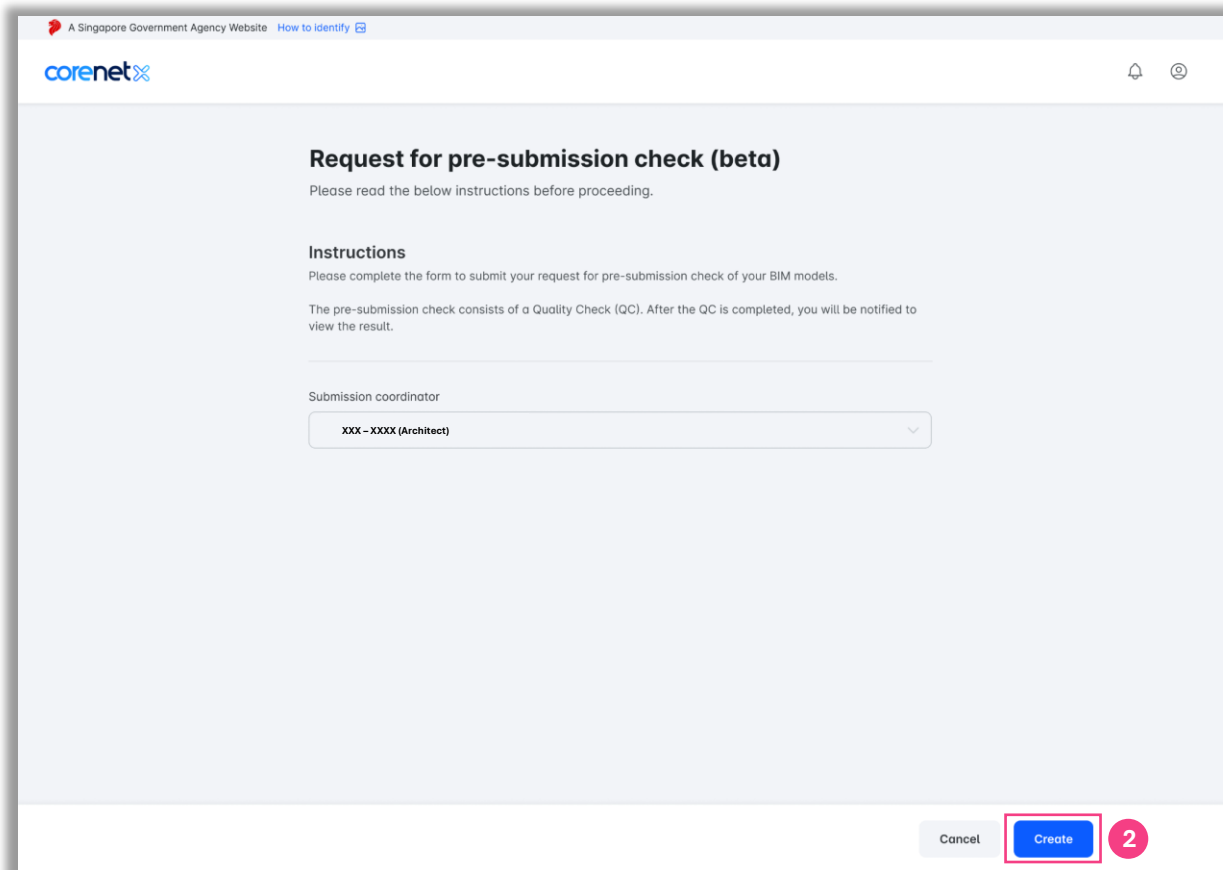 A Singapore Government Agency Website How to identify
corenetx
Request for pre-submission check (beta)
Please read the below instructions before proceeding.
Instructions
Please complete the form to submit your request for pre-submission check of your BIM models.
The pre-submission check consists of a Quality Check (QC). After the QC is completed, you will be notified to
view the result.
Submission coordinator
XXX – XXXX (Architect)
Cancel Create 2